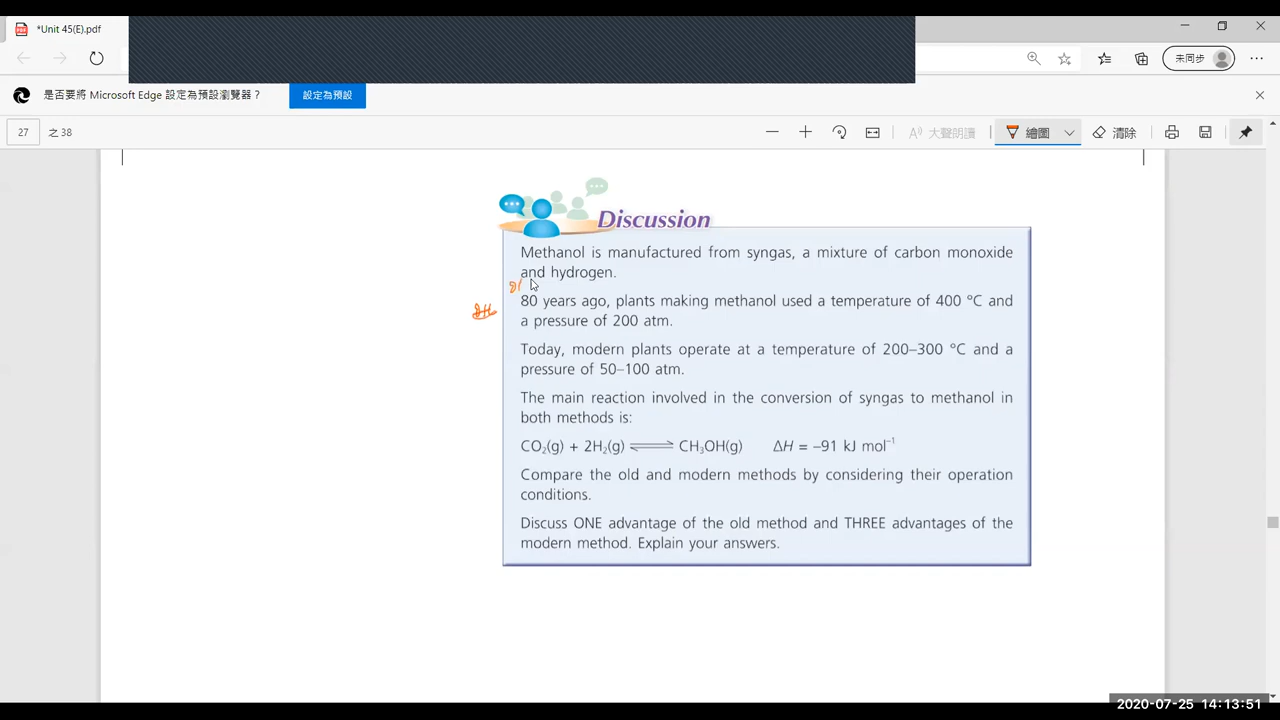 *Unit 45(E).pdf
未同步
是否要將 Microsoft Edge 設定為預設瀏覽器？
設定為預設
27
之 38
大聲朗讀
繪圖
清除
Discussion
Methanol is manufactured from syngas, a mixture of carbon monoxide
and hydrogen.
80 years ago, plants making methanol used a temperature of 400 °C and
a pressure of 200 atm.
Today, modern plants operate at a temperature of 200–300 °C and a
pressure of 50–100 atm.
The main reaction involved in the conversion of syngas to methanol in
both methods is:
CO₂(g) + 2H₂(g) ⇌ CH₃OH(g) ΔH = –91 kJ mol⁻¹
Compare the old and modern methods by considering their operation
conditions.
Discuss ONE advantage of the old method and THREE advantages of the
modern method. Explain your answers.
2020-07-25 14:13:51